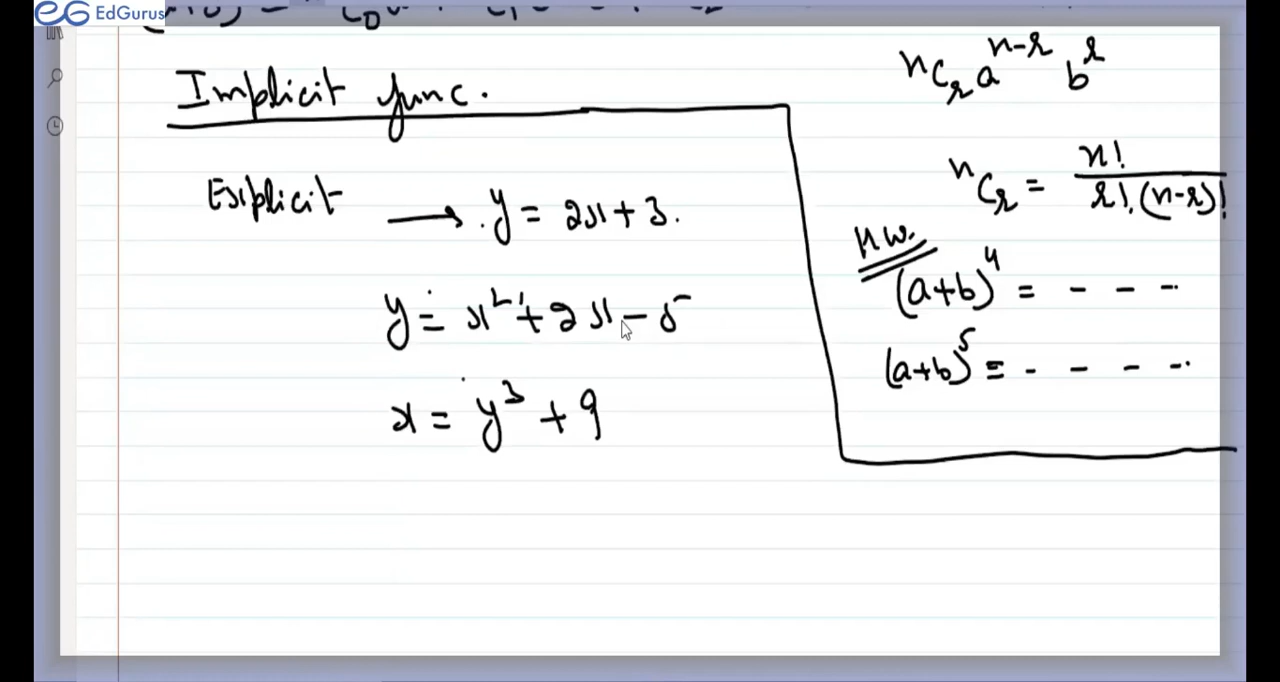 EdGurus
Implicit func.
Explicit → y = 2x + 3.
y = x² + 2x - 5
x = y³ + 9
ⁿCᵣ aⁿ⁻ʳ bʳ
ⁿCᵣ = n! / r! . (n-r)!
H.W.
(a+b)⁴ = - - - ..
(a+b)⁵ = - - - - ..